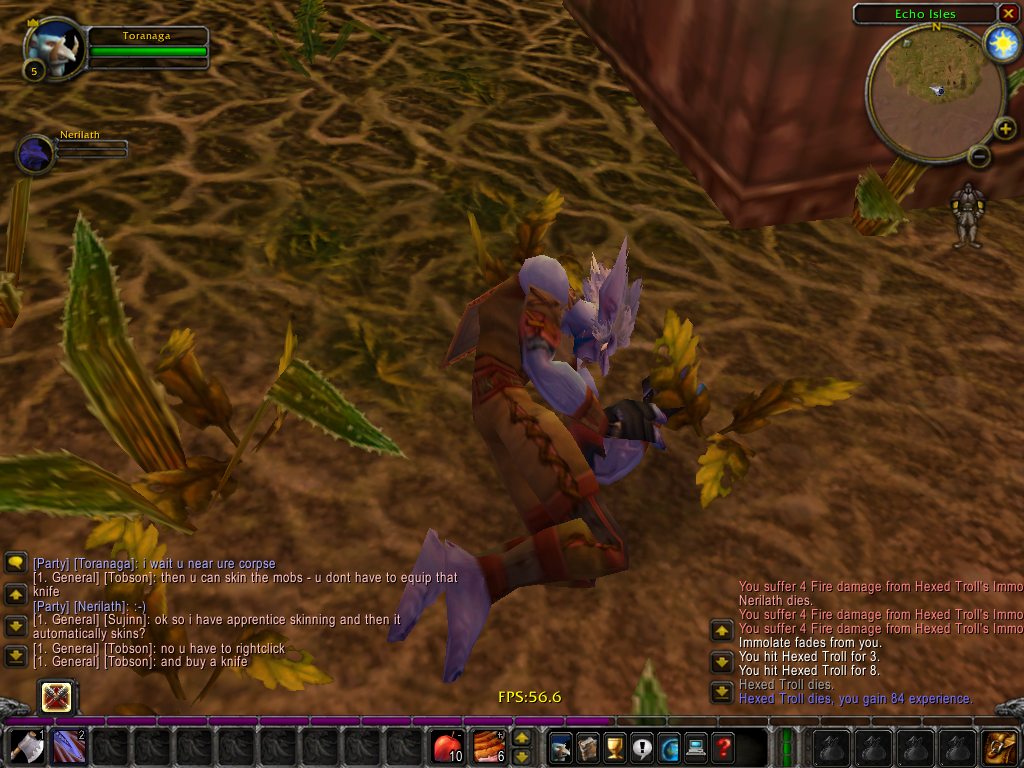 Toranaga
5
Echo Isles
N
Nerilath
[Party] [Toranaga]: i wait u near ure corpse
[1. General] [Tobson]: then u can skin the mobs - u dont have to equip that
knife
[Party] [Nerilath]: :-)
[1. General] [Sujinn]: ok so i have apprentice skinning and then it
automatically skins?
[1. General] [Tobson]: no u have to rightclick
[1. General] [Tobson]: and buy a knife
You suffer 4 Fire damage from Hexed Troll's Immo
Nerilath dies.
You suffer 4 Fire damage from Hexed Troll's Immo
You suffer 4 Fire damage from Hexed Troll's Immo
Immolate fades from you.
You hit Hexed Troll for 3.
You hit Hexed Troll for 8.
Hexed Troll dies.
Hexed Troll dies, you gain 84 experience.
FPS:56.6
1
2
-
10
+
6